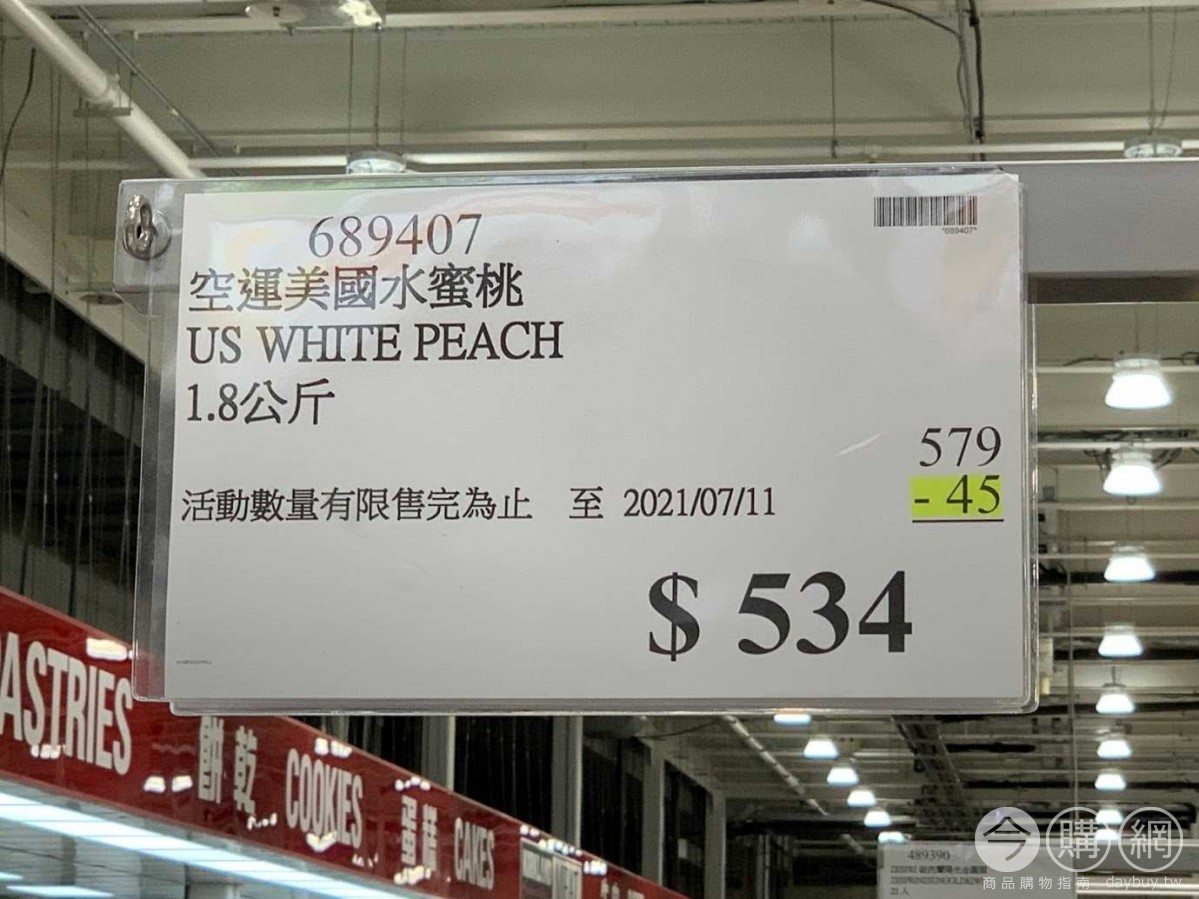 689407
*689407*
空運美國水蜜桃
US WHITE PEACH
1.8公斤
579
- 45
活動數量有限售完為止 至 2021/07/11
$ 534
ASTRIES
餅乾 COOKIES
蛋糕 CAKES
489390
今購網
商品購物指南 daybuy.tw